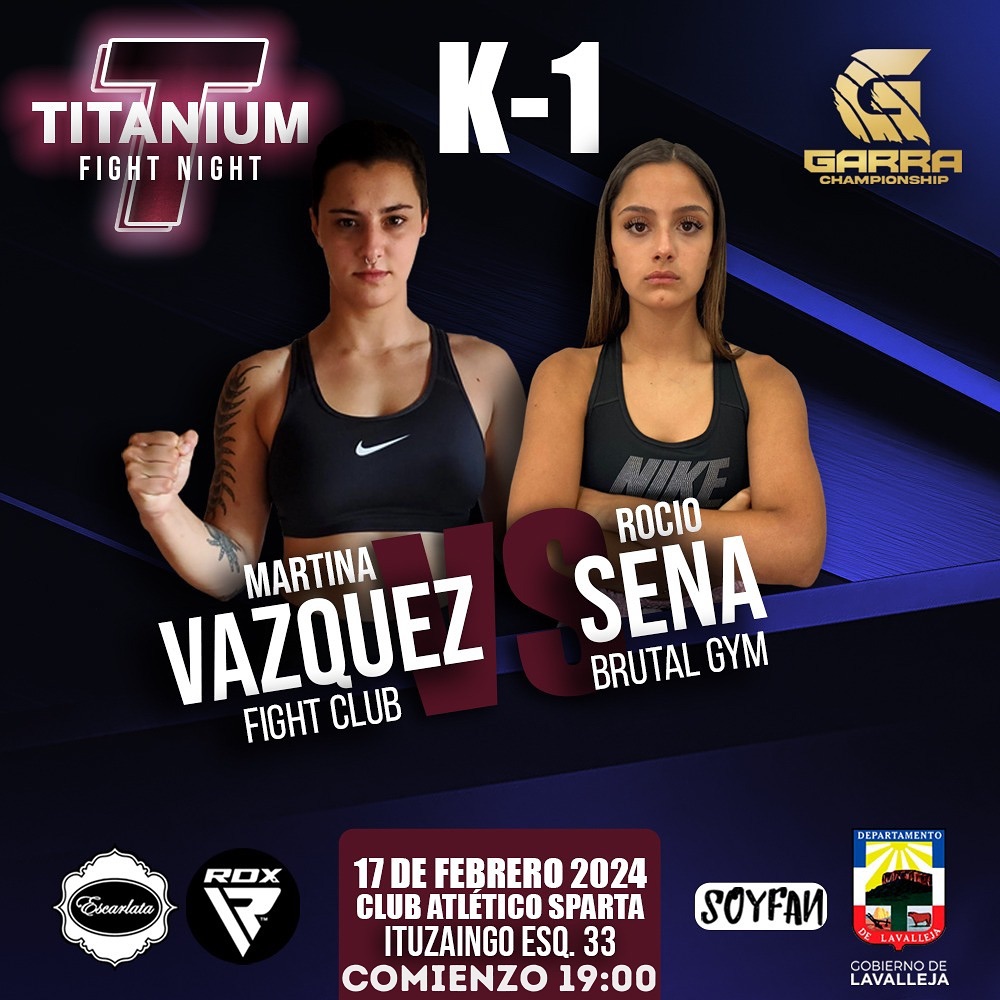 TITANIUM
FIGHT NIGHT
K-1
GARRA
CHAMPIONSHIP
NIKE
MARTINA
VAZQUEZ
FIGHT CLUB
VS
ROCIO
SENA
BRUTAL GYM
Escarlata
RDX
17 DE FEBRERO 2024
CLUB ATLÉTICO SPARTA
ITUZAINGO ESQ. 33
COMIENZO 19:00
SOYFAN
DEPARTAMENTO
DE LAVALLEJA
GOBIERNO DE
LAVALLEJA